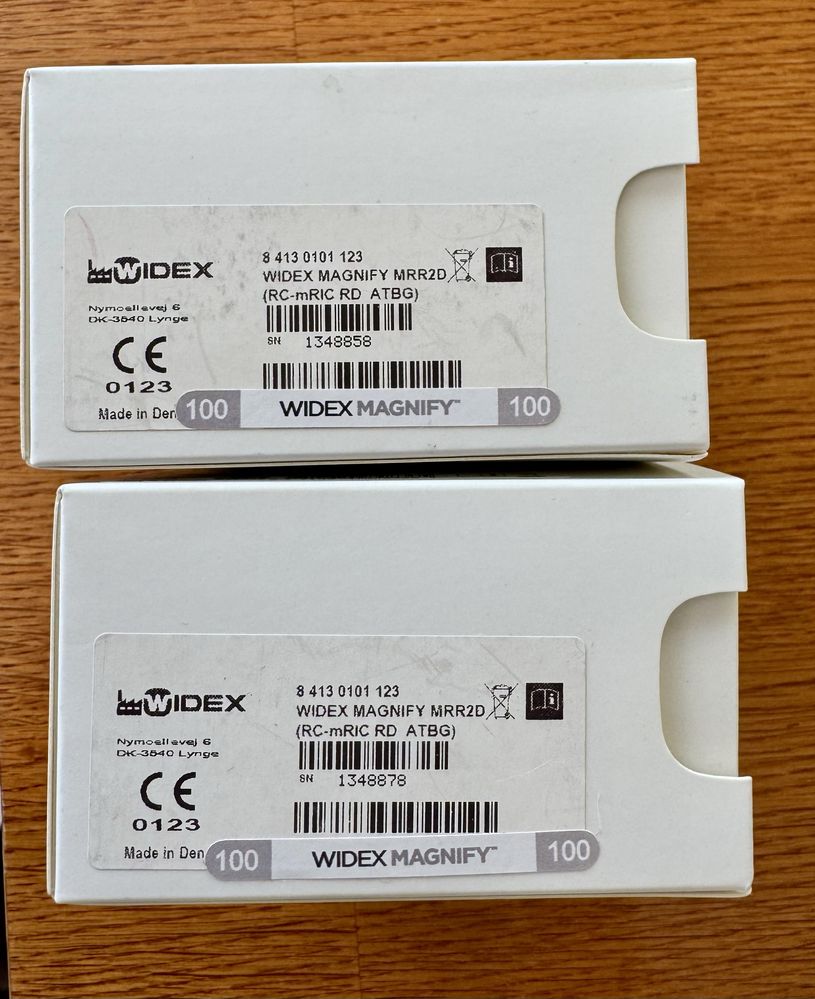 WIDEX
8 413 0101 123
WIDEX MAGNIFY MRR2D
(RC-mRIC RD ATBG)
Nymoellevej 6
DK-3540 Lynge
SN 1348858
CE
0123
Made in Den
100 WIDEX MAGNIFY™ 100
WIDEX
8 413 0101 123
WIDEX MAGNIFY MRR2D
(RC-mRIC RD ATBG)
Nymoellevej 6
DK-3540 Lynge
SN 1348878
CE
0123
Made in Den
100 WIDEX MAGNIFY™ 100